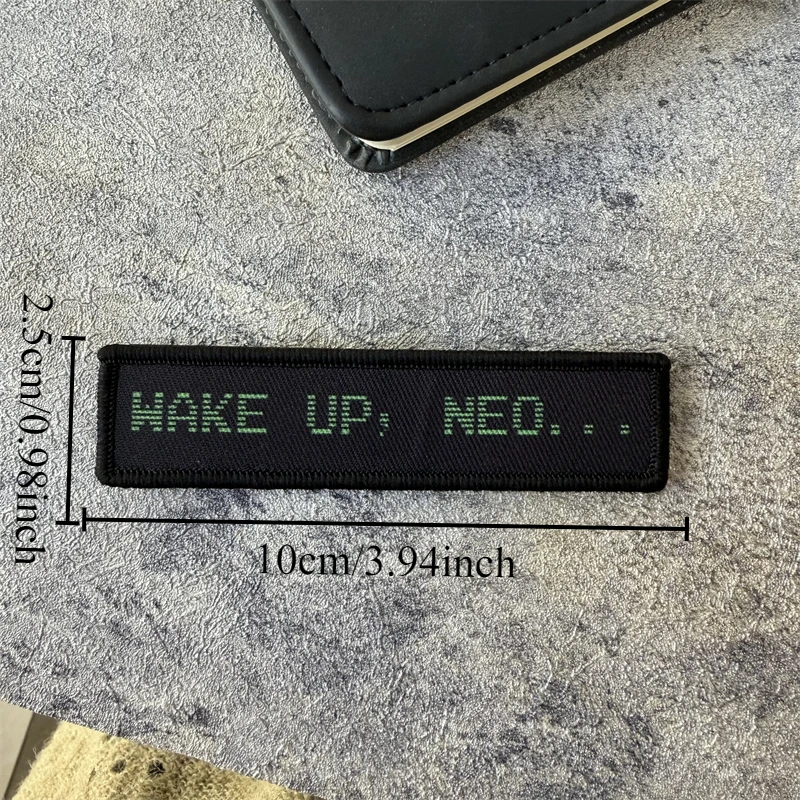 WAKE UP, NEO...
2.5cm/0.98inch
10cm/3.94inch